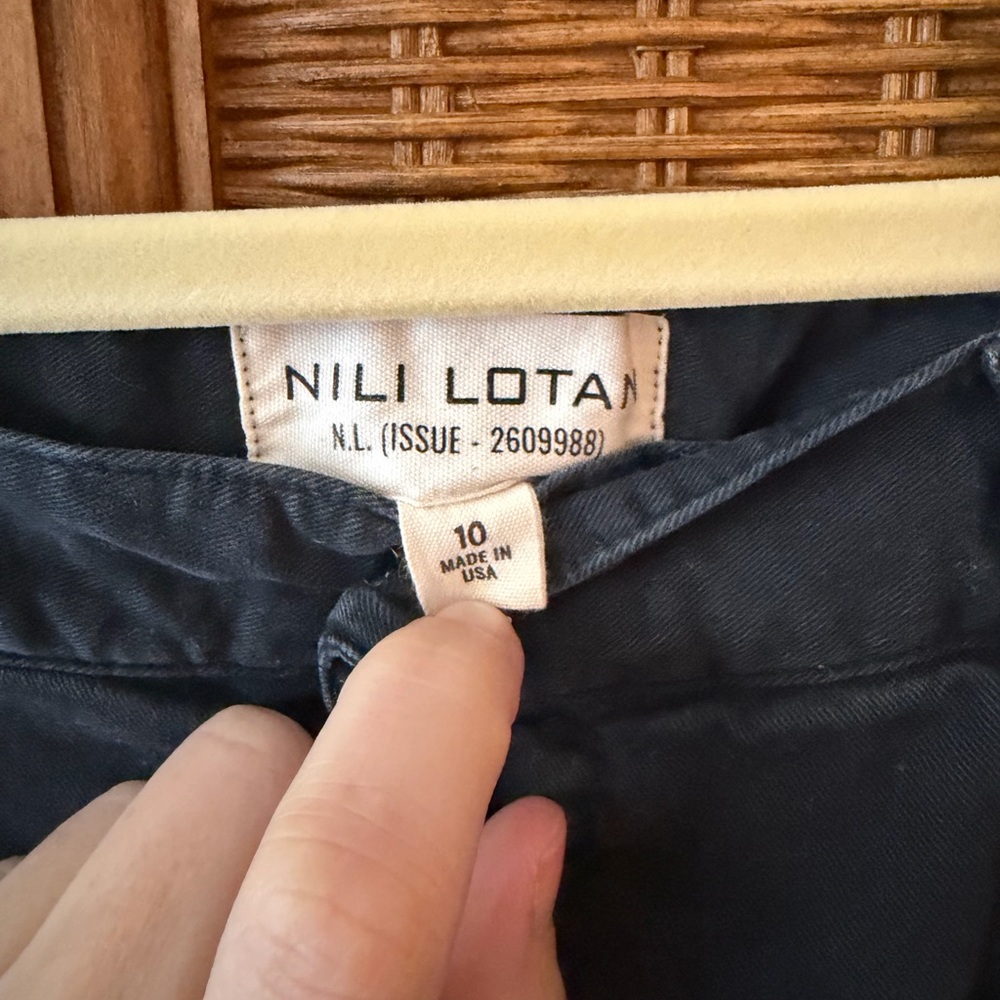 NILI LOTAN
N.L. (ISSUE - 2609988)
10
MADE IN
USA